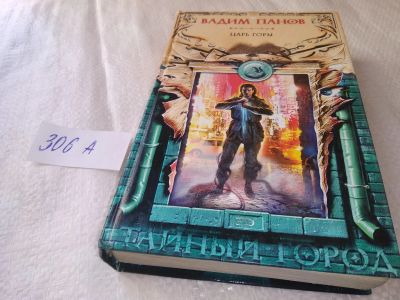 ВАДИМ ПАНОВ
ЦАРЬ ГОРЫ
306 А
ТАЙНЫЙ ГОРОД